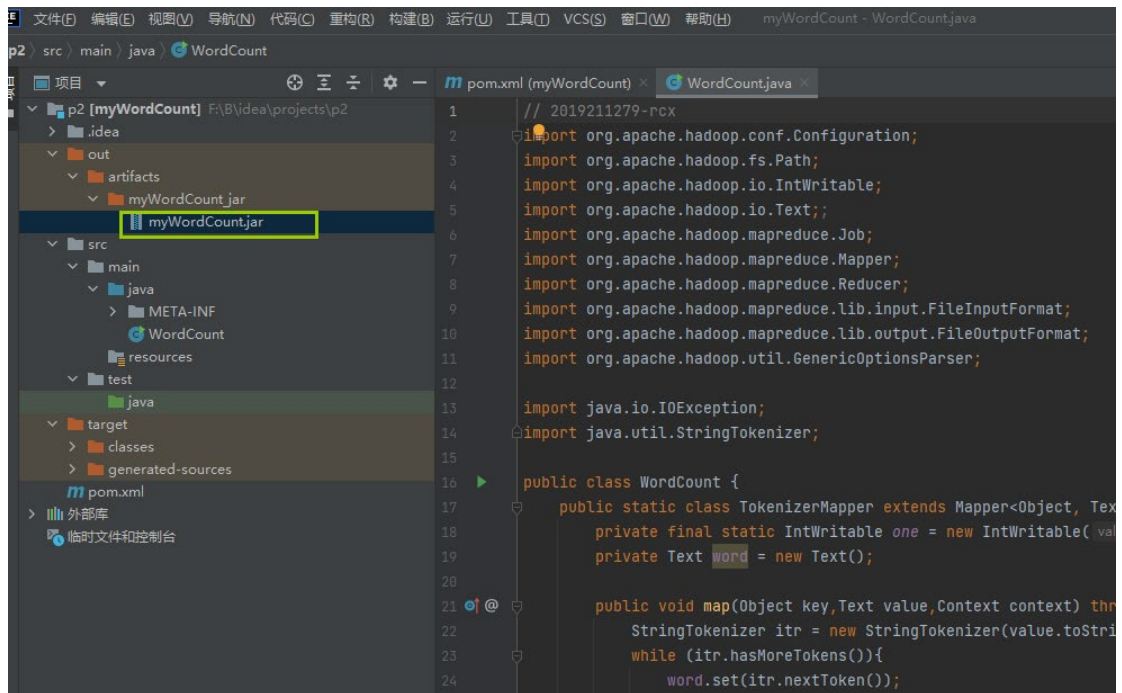 文件(F) 编辑(E) 视图(V) 导航(N) 代码(C) 重构(R) 构建(B) 运行(U) 工具(T) VCS(S) 窗口(W) 帮助(H) myWordCount - WordCount.java
p2 src main java WordCount
项目
p2 [myWordCount] F:\B\idea\projects\p2
.idea
out
artifacts
myWordCount_jar
myWordCount.jar
src
main
java
META-INF
WordCount
resources
test
java
target
classes
generated-sources
pom.xml
外部库
临时文件和控制台
pom.xml (myWordCount) WordCount.java
1 // 2019211279-rcx
2 import org.apache.hadoop.conf.Configuration;
3 import org.apache.hadoop.fs.Path;
4 import org.apache.hadoop.io.IntWritable;
5 import org.apache.hadoop.io.Text;;
6 import org.apache.hadoop.mapreduce.Job;
7 import org.apache.hadoop.mapreduce.Mapper;
8 import org.apache.hadoop.mapreduce.Reducer;
9 import org.apache.hadoop.mapreduce.lib.input.FileInputFormat;
10 import org.apache.hadoop.mapreduce.lib.output.FileOutputFormat;
11 import org.apache.hadoop.util.GenericOptionsParser;
12
13 import java.io.IOException;
14 import java.util.StringTokenizer;
15
16 public class WordCount {
17 public static class TokenizerMapper extends Mapper<Object, Tex
18 private final static IntWritable one = new IntWritable( val
19 private Text word = new Text();
20
21 @ public void map(Object key,Text value,Context context) thr
22 StringTokenizer itr = new StringTokenizer(value.toStri
23 while (itr.hasMoreTokens()){
24 word.set(itr.nextToken());